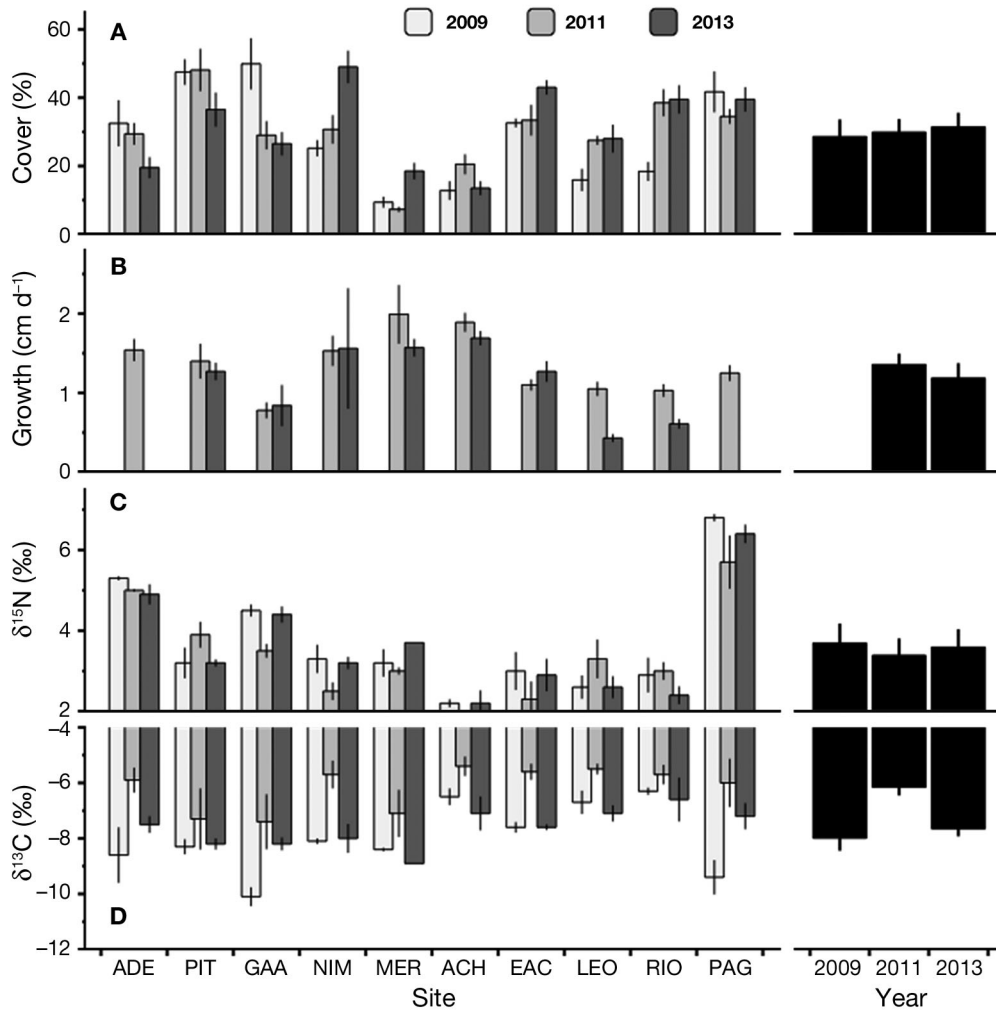 2009 2011 2013
A
Cover (%)
60
40
20
0
B
Growth (cm d⁻¹)
2
1
0
C
δ¹⁵N (‰)
6
4
2
−4
−6
−8
−10
−12
δ¹³C (‰)
D
ADE PIT GAA NIM MER ACH EAC LEO RIO PAG 2009 2011 2013
Site Year